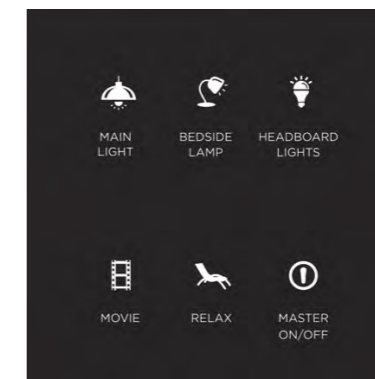 MAIN
LIGHT
BEDSIDE
LAMP
HEADBOARD
LIGHTS
MOVIE
RELAX
MASTER
ON/OFF